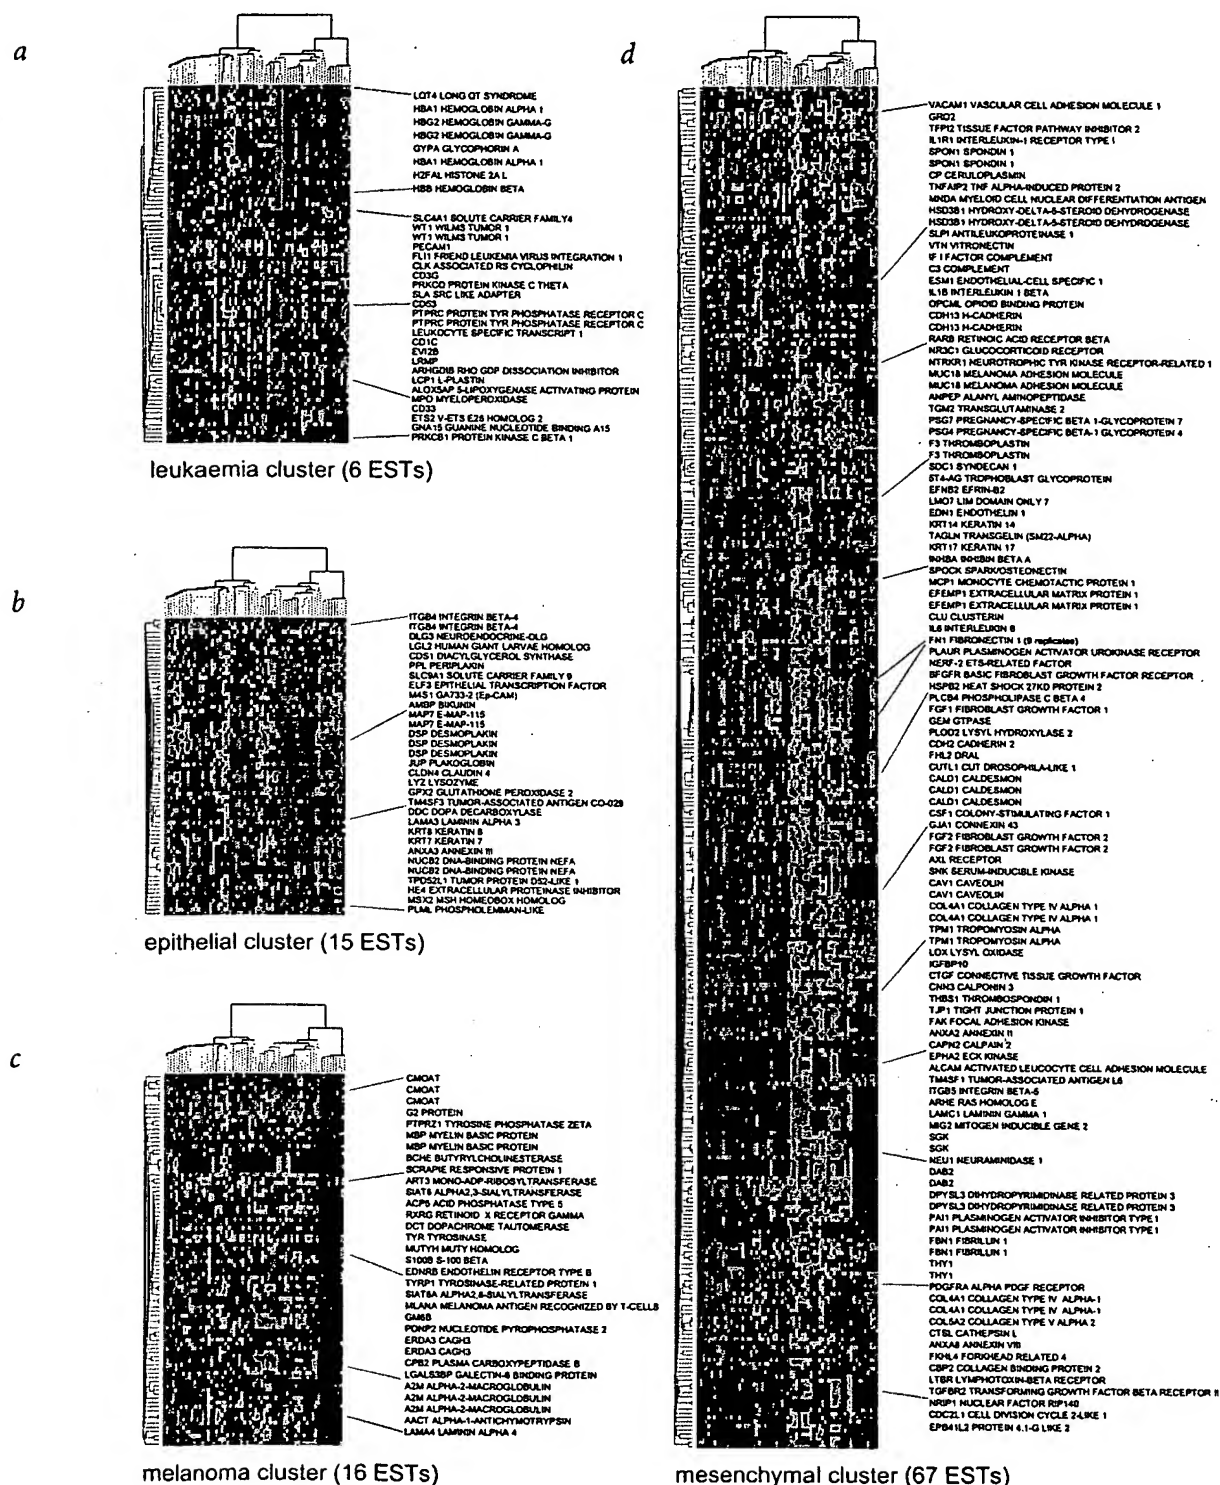 a
LQT4 LONG QT SYNDROME
HBA1 HEMOGLOBIN ALPHA 1
HBG2 HEMOGLOBIN GAMMA-G
HBG2 HEMOGLOBIN GAMMA-G
GYPA GLYCOPHORIN A
HBA1 HEMOGLOBIN ALPHA 1
H2FAL HISTONE 2A L
HBB HEMOGLOBIN BETA
SLC4A1 SOLUTE CARRIER FAMILY4
WT1 WILMS TUMOR 1
WT1 WILMS TUMOR 1
PECAM1
FLI1 FRIEND LEUKEMIA VIRUS INTEGRATION 1
CLK ASSOCIATED RS CYCLOPHILIN
CD3G
PRKCQ PROTEIN KINASE C THETA
SLA SRC LIKE ADAPTER
CD53
PTPRC PROTEIN TYR PHOSPHATASE RECEPTOR C
PTPRC PROTEIN TYR PHOSPHATASE RECEPTOR C
LEUKOCYTE SPECIFIC TRANSCRIPT 1
CD1C
EVI2B
LRMP
ARHGDIB RHO GDP DISSOCIATION INHIBITOR
LCP1 L-PLASTIN
ALOX5AP 5-LIPOXYGENASE ACTIVATING PROTEIN
MPO MYELOPEROXIDASE
CD33
ETS2 V-ETS E26 HOMOLOG 2
GNA15 GUANINE NUCLEOTIDE BINDING A15
PRKCB1 PROTEIN KINASE C BETA 1
leukaemia cluster (6 ESTs)
b
ITGB4 INTEGRIN BETA-4
ITGB4 INTEGRIN BETA-4
DLG3 NEUROENDOCRINE-DLG
LGL2 HUMAN GIANT LARVAE HOMOLOG
CDS1 DIACYLGLYCEROL SYNTHASE
PPL PERIPLAKIN
SLC9A1 SOLUTE CARRIER FAMILY 9
ELF3 EPITHELIAL TRANSCRIPTION FACTOR
M4S1 GA733-2 (Ep-CAM)
AMBP BIKUNIN
MAP7 E-MAP-115
MAP7 E-MAP-115
DSP DESMOPLAKIN
DSP DESMOPLAKIN
DSP DESMOPLAKIN
JUP PLAKOGLOBIN
CLDN4 CLAUDIN 4
LYZ LYSOZYME
GPX2 GLUTATHIONE PEROXIDASE 2
TM4SF3 TUMOR-ASSOCIATED ANTIGEN CO-029
DDC DOPA DECARBOXYLASE
LAMA3 LAMININ ALPHA 3
KRT8 KERATIN 8
KRT7 KERATIN 7
ANXA3 ANNEXIN III
NUCB2 DNA-BINDING PROTEIN NEFA
NUCB2 DNA-BINDING PROTEIN NEFA
TPD52L1 TUMOR PROTEIN D52-LIKE 1
HE4 EXTRACELLULAR PROTEINASE INHIBITOR
MSX2 MSH HOMEOBOX HOMOLOG
PLML PHOSPHOLEMMAN-LIKE
epithelial cluster (15 ESTs)
c
CMOAT
CMOAT
CMOAT
G2 PROTEIN
PTPRZ1 TYROSINE PHOSPHATASE ZETA
MBP MYELIN BASIC PROTEIN
MBP MYELIN BASIC PROTEIN
BCHE BUTYRYLCHOLINESTERASE
SCRAPIE RESPONSIVE PROTEIN 1
ART3 MONO-ADP-RIBOSYLTRANSFERASE
SIAT6 ALPHA2,3-SIALYLTRANSFERASE
ACP5 ACID PHOSPHATASE TYPE 5
RXRG RETINOID X RECEPTOR GAMMA
DCT DOPACHROME TAUTOMERASE
TYR TYROSINASE
MUTYH MUTY HOMOLOG
S100B S-100 BETA
EDNRB ENDOTHELIN RECEPTOR TYPE B
TYRP1 TYROSINASE-RELATED PROTEIN 1
SIAT8A ALPHA2,8-SIALYLTRANSFERASE
MLANA MELANOMA ANTIGEN RECOGNIZED BY T-CELLS
GM6B
PDNP2 NUCLEOTIDE PYROPHOSPHATASE 2
ERDA3 CAGH3
ERDA3 CAGH3
CPB2 PLASMA CARBOXYPEPTIDASE B
LGALS3BP GALECTIN-6 BINDING PROTEIN
A2M ALPHA-2-MACROGLOBULIN
A2M ALPHA-2-MACROGLOBULIN
A2M ALPHA-2-MACROGLOBULIN
AACT ALPHA-1-ANTICHYMOTRYPSIN
LAMA4 LAMININ ALPHA 4
melanoma cluster (16 ESTs)
d
VACAM1 VASCULAR CELL ADHESION MOLECULE 1
GRO2
TFPI2 TISSUE FACTOR PATHWAY INHIBITOR 2
IL1R1 INTERLEUKIN-1 RECEPTOR TYPE I
SPON1 SPONDIN 1
SPON1 SPONDIN 1
CP CERULOPLASMIN
TNFAIP2 TNF ALPHA-INDUCED PROTEIN 2
MNDA MYELOID CELL NUCLEAR DIFFERENTIATION ANTIGEN
HSD3B1 HYDROXY-DELTA-5-STEROID DEHYDROGENASE
HSD3B1 HYDROXY-DELTA-5-STEROID DEHYDROGENASE
SLPI ANTILEUKOPROTEINASE 1
VTN VITRONECTIN
IF I FACTOR COMPLEMENT
C3 COMPLEMENT
ESM1 ENDOTHELIAL-CELL SPECIFIC 1
IL1B INTERLEUKIN 1 BETA
OPCML OPIOID BINDING PROTEIN
CDH13 H-CADHERIN
CDH13 H-CADHERIN
RARB RETINOIC ACID RECEPTOR BETA
NR3C1 GLUCOCORTICOID RECEPTOR
NTRKR1 NEUROTROPHIC TYR KINASE RECEPTOR-RELATED 1
MUC18 MELANOMA ADHESION MOLECULE
MUC18 MELANOMA ADHESION MOLECULE
ANPEP ALANYL AMINOPEPTIDASE
TGM2 TRANSGLUTAMINASE 2
PSG7 PREGNANCY-SPECIFIC BETA 1-GLYCOPROTEIN 7
PSG4 PREGNANCY-SPECIFIC BETA-1 GLYCOPROTEIN 4
F3 THROMBOPLASTIN
F3 THROMBOPLASTIN
SDC1 SYNDECAN 1
5T4-AG TROPHOBLAST GLYCOPROTEIN
EFNB2 EFRIN-B2
LMO7 LIM DOMAIN ONLY 7
EDN1 ENDOTHELIN 1
KRT14 KERATIN 14
TAGLN TRANSGELIN (SM22-ALPHA)
KRT17 KERATIN 17
INHBA INHIBIN BETA A
SPOCK SPARK/OSTEONECTIN
MCP1 MONOCYTE CHEMOTACTIC PROTEIN 1
EFEMP1 EXTRACELLULAR MATRIX PROTEIN 1
EFEMP1 EXTRACELLULAR MATRIX PROTEIN 1
CLU CLUSTERIN
IL6 INTERLEUKIN 6
FN1 FIBRONECTIN 1 (9 replicates)
PLAUR PLASMINOGEN ACTIVATOR UROKINASE RECEPTOR
NERF-2 ETS-RELATED FACTOR
BFGFR BASIC FIBROBLAST GROWTH FACTOR RECEPTOR
HSPB2 HEAT SHOCK 27KD PROTEIN 2
PLCB4 PHOSPHOLIPASE C BETA 4
FGF1 FIBROBLAST GROWTH FACTOR 1
GEM GTPASE
PLOD2 LYSYL HYDROXYLASE 2
CDH2 CADHERIN 2
FHL2 DRAL
CUTL1 CUT DROSOPHILA-LIKE 1
CALD1 CALDESMON
CALD1 CALDESMON
CALD1 CALDESMON
CSF1 COLONY-STIMULATING FACTOR 1
GJA1 CONNEXIN 43
FGF2 FIBROBLAST GROWTH FACTOR 2
FGF2 FIBROBLAST GROWTH FACTOR 2
AXL RECEPTOR
SNK SERUM-INDUCIBLE KINASE
CAV1 CAVEOLIN
CAV1 CAVEOLIN
COL4A1 COLLAGEN TYPE IV ALPHA 1
COL4A1 COLLAGEN TYPE IV ALPHA 1
TPM1 TROPOMYOSIN ALPHA
TPM1 TROPOMYOSIN ALPHA
LOX LYSYL OXIDASE
IGFBP10
CTGF CONNECTIVE TISSUE GROWTH FACTOR
CNN3 CALPONIN 3
THBS1 THROMBOSPONDIN 1
TJP1 TIGHT JUNCTION PROTEIN 1
FAK FOCAL ADHESION KINASE
ANXA2 ANNEXIN II
CAPN2 CALPAIN 2
EPHA2 ECK KINASE
ALCAM ACTIVATED LEUCOCYTE CELL ADHESION MOLECULE
TM4SF1 TUMOR-ASSOCIATED ANTIGEN L6
ITGB5 INTEGRIN BETA-5
ARHE RAS HOMOLOG E
LAMC1 LAMININ GAMMA 1
MIG2 MITOGEN INDUCIBLE GENE 2
SGK
SGK
NEU1 NEURAMINIDASE 1
DAB2
DAB2
DPYSL3 DIHYDROPYRIMIDINASE RELATED PROTEIN 3
DPYSL3 DIHYDROPYRIMIDINASE RELATED PROTEIN 3
PAI1 PLASMINOGEN ACTIVATOR INHIBITOR TYPE 1
PAI1 PLASMINOGEN ACTIVATOR INHIBITOR TYPE 1
FBN1 FIBRILLIN 1
FBN1 FIBRILLIN 1
THY1
THY1
PDGFRA ALPHA PDGF RECEPTOR
COL4A1 COLLAGEN TYPE IV ALPHA-1
COL4A1 COLLAGEN TYPE IV ALPHA-1
COL5A2 COLLAGEN TYPE V ALPHA 2
CTSL CATHEPSIN L
ANXA8 ANNEXIN VIII
FKHL4 FORKHEAD RELATED 4
CBP2 COLLAGEN BINDING PROTEIN 2
LTBR LYMPHOTOXIN-BETA RECEPTOR
TGFBR2 TRANSFORMING GROWTH FACTOR BETA RECEPTOR II
NRIP1 NUCLEAR FACTOR RIP140
CDC2L1 CELL DIVISION CYCLE 2-LIKE 1
EPB41L2 PROTEIN 4.1-G LIKE 2
mesenchymal cluster (67 ESTs)